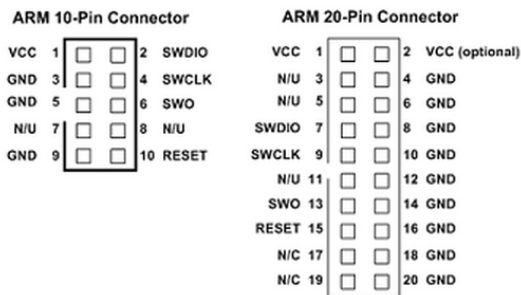 ARM 10-Pin Connector
VCC 1 2 SWDIO
GND 3 4 SWCLK
GND 5 6 SWO
N/U 7 8 N/U
GND 9 10 RESET
ARM 20-Pin Connector
VCC 1 2 VCC (optional)
N/U 3 4 GND
N/U 5 6 GND
SWDIO 7 8 GND
SWCLK 9 10 GND
N/U 11 12 GND
SWO 13 14 GND
RESET 15 16 GND
N/C 17 18 GND
N/C 19 20 GND